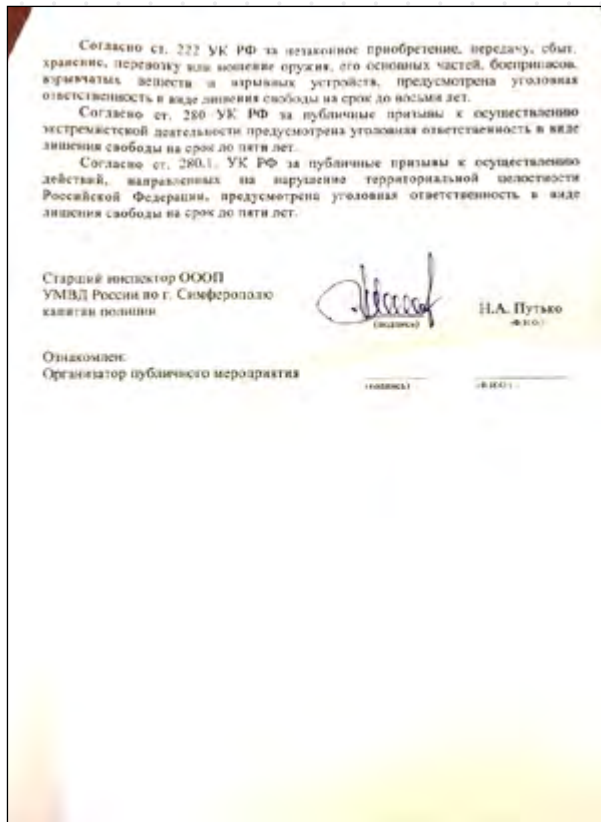 Согласно ст. 222 УК РФ за незаконное приобретение, передачу, сбыт,
хранение, перевозку или ношение оружия, его основных частей, боеприпасов,
взрывчатых веществ и взрывных устройств, предусмотрена уголовная
ответственность в виде лишения свободы на срок до восьми лет.
Согласно ст. 280 УК РФ за публичные призывы к осуществлению
экстремистской деятельности предусмотрена уголовная ответственность в виде
лишения свободы на срок до пяти лет.
Согласно ст. 280.1. УК РФ за публичные призывы к осуществлению
действий, направленных на нарушение территориальной целостности
Российской Федерации, предусмотрена уголовная ответственность в виде
лишения свободы на срок до пяти лет.
Старший инспектор ОООП
УМВД России по г. Симферополю
капитан полиции
(подпись)
Н.А. Путько
(Ф.И.О.)
Ознакомлен:
Организатор публичного мероприятия
(подпись)
(Ф.И.О.)